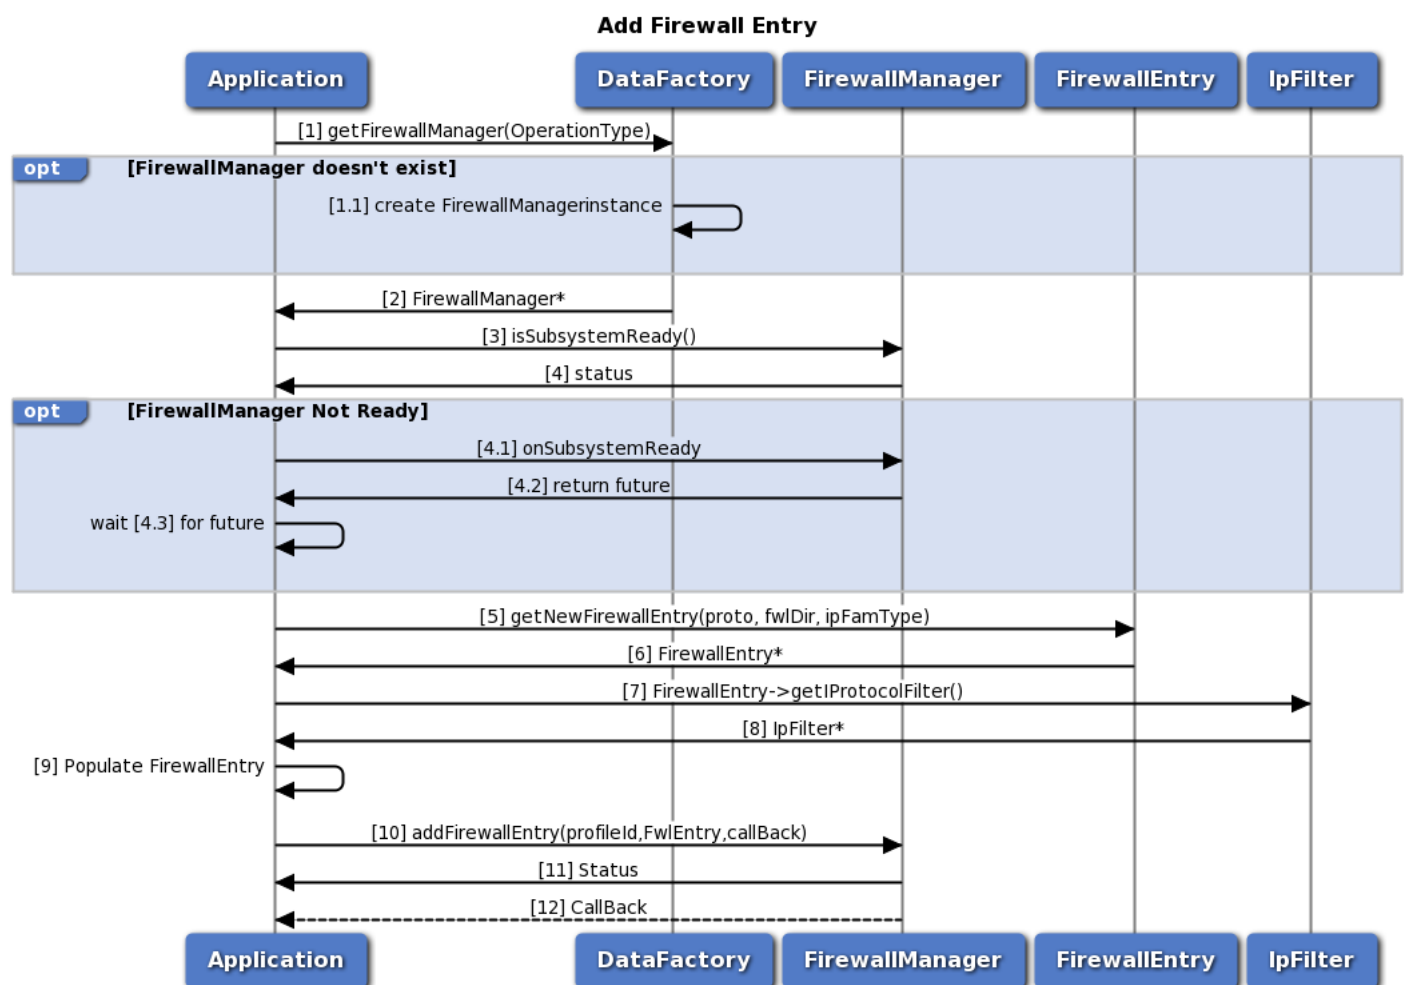 Add Firewall Entry
Application DataFactory FirewallManager FirewallEntry IpFilter
[1] getFirewallManager(OperationType)
opt [FirewallManager doesn't exist]
[1.1] create FirewallManagerinstance
[2] FirewallManager*
[3] isSubsystemReady()
[4] status
opt [FirewallManager Not Ready]
[4.1] onSubsystemReady
[4.2] return future
wait [4.3] for future
[5] getNewFirewallEntry(proto, fwlDir, ipFamType)
[6] FirewallEntry*
[7] FirewallEntry->getIProtocolFilter()
[8] IpFilter*
[9] Populate FirewallEntry
[10] addFirewallEntry(profileId,FwlEntry,callBack)
[11] Status
[12] CallBack
Application DataFactory FirewallManager FirewallEntry IpFilter